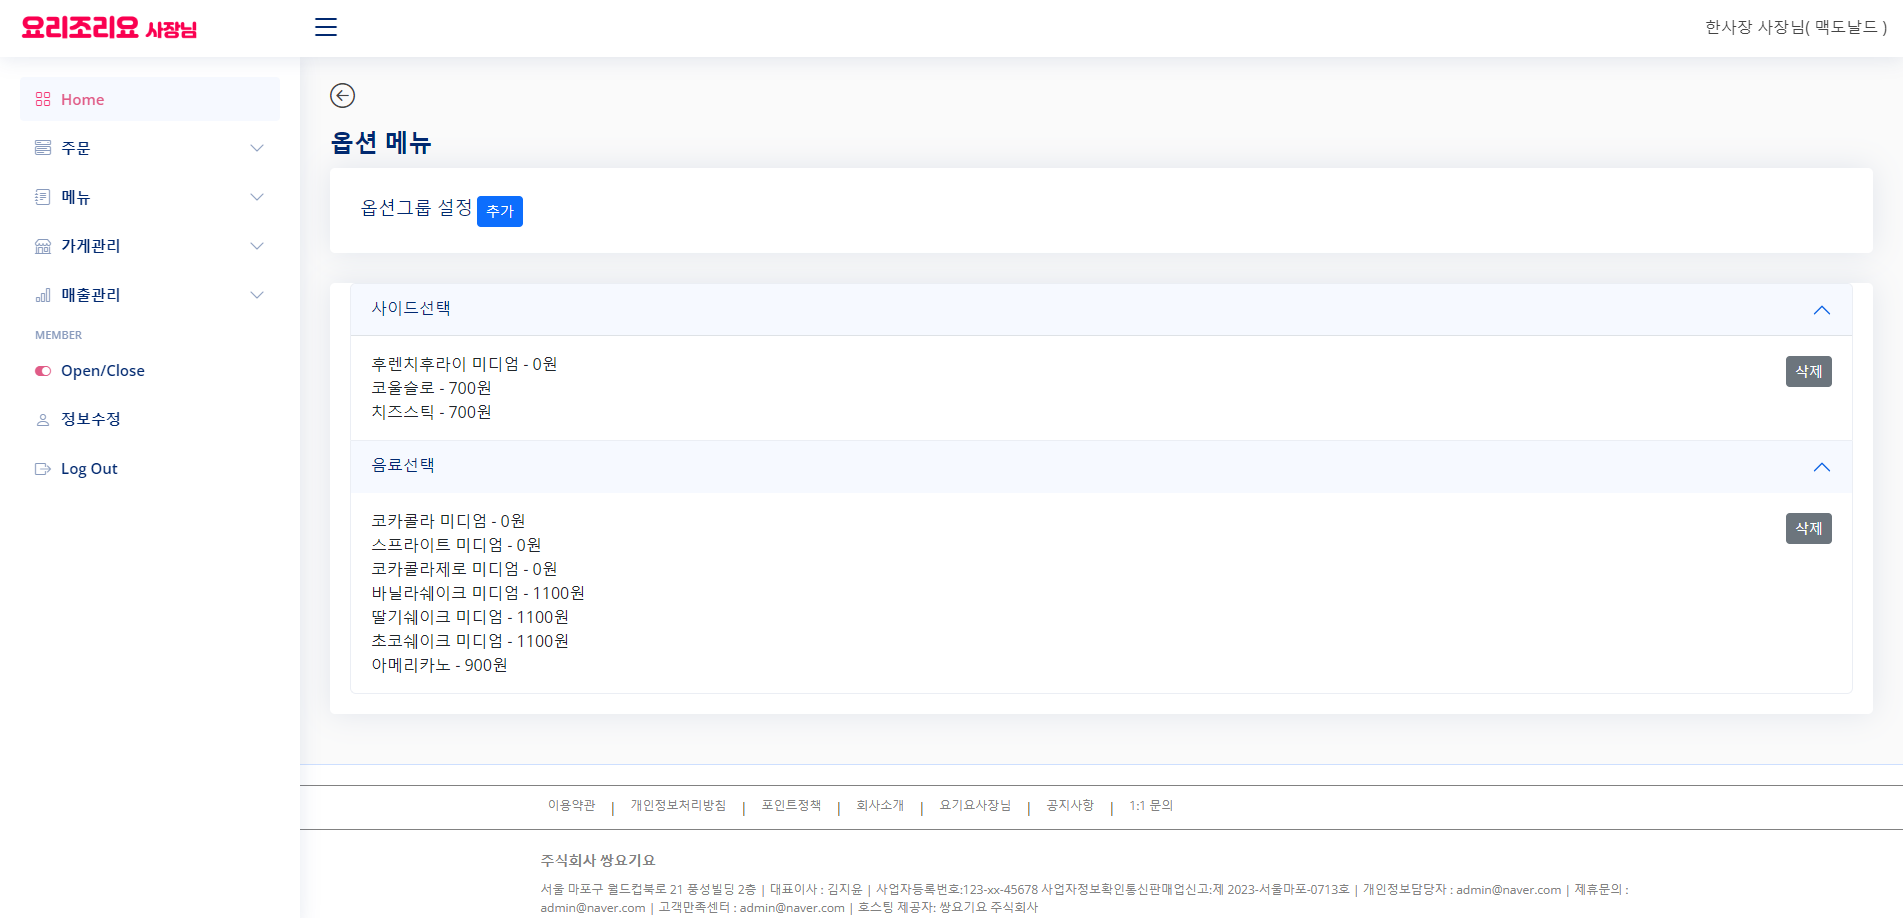 요리조리요 사장님
한사장 사장님( 맥도날드 )
Home
주문
메뉴
가게관리
매출관리
MEMBER
Open/Close
정보수정
Log Out
옵션 메뉴
옵션그룹 설정 추가
사이드선택
후렌치후라이 미디엄 - 0원
코울슬로 - 700원
치즈스틱 - 700원
삭제
음료선택
코카콜라 미디엄 - 0원
스프라이트 미디엄 - 0원
코카콜라제로 미디엄 - 0원
바닐라쉐이크 미디엄 - 1100원
딸기쉐이크 미디엄 - 1100원
초코쉐이크 미디엄 - 1100원
아메리카노 - 900원
삭제
이용약관 | 개인정보처리방침 | 포인트정책 | 회사소개 | 요기요사장님 | 공지사항 | 1:1 문의
주식회사 쌍요기요
서울 마포구 월드컵북로 21 풍성빌딩 2층 | 대표이사 : 김지윤 | 사업자등록번호:123-xx-45678 사업자정보확인통신판매업신고:제 2023-서울마포-0713호 | 개인정보담당자 : admin@naver.com | 제휴문의 :
admin@naver.com | 고객만족센터 : admin@naver.com | 호스팅 제공자: 쌍요기요 주식회사